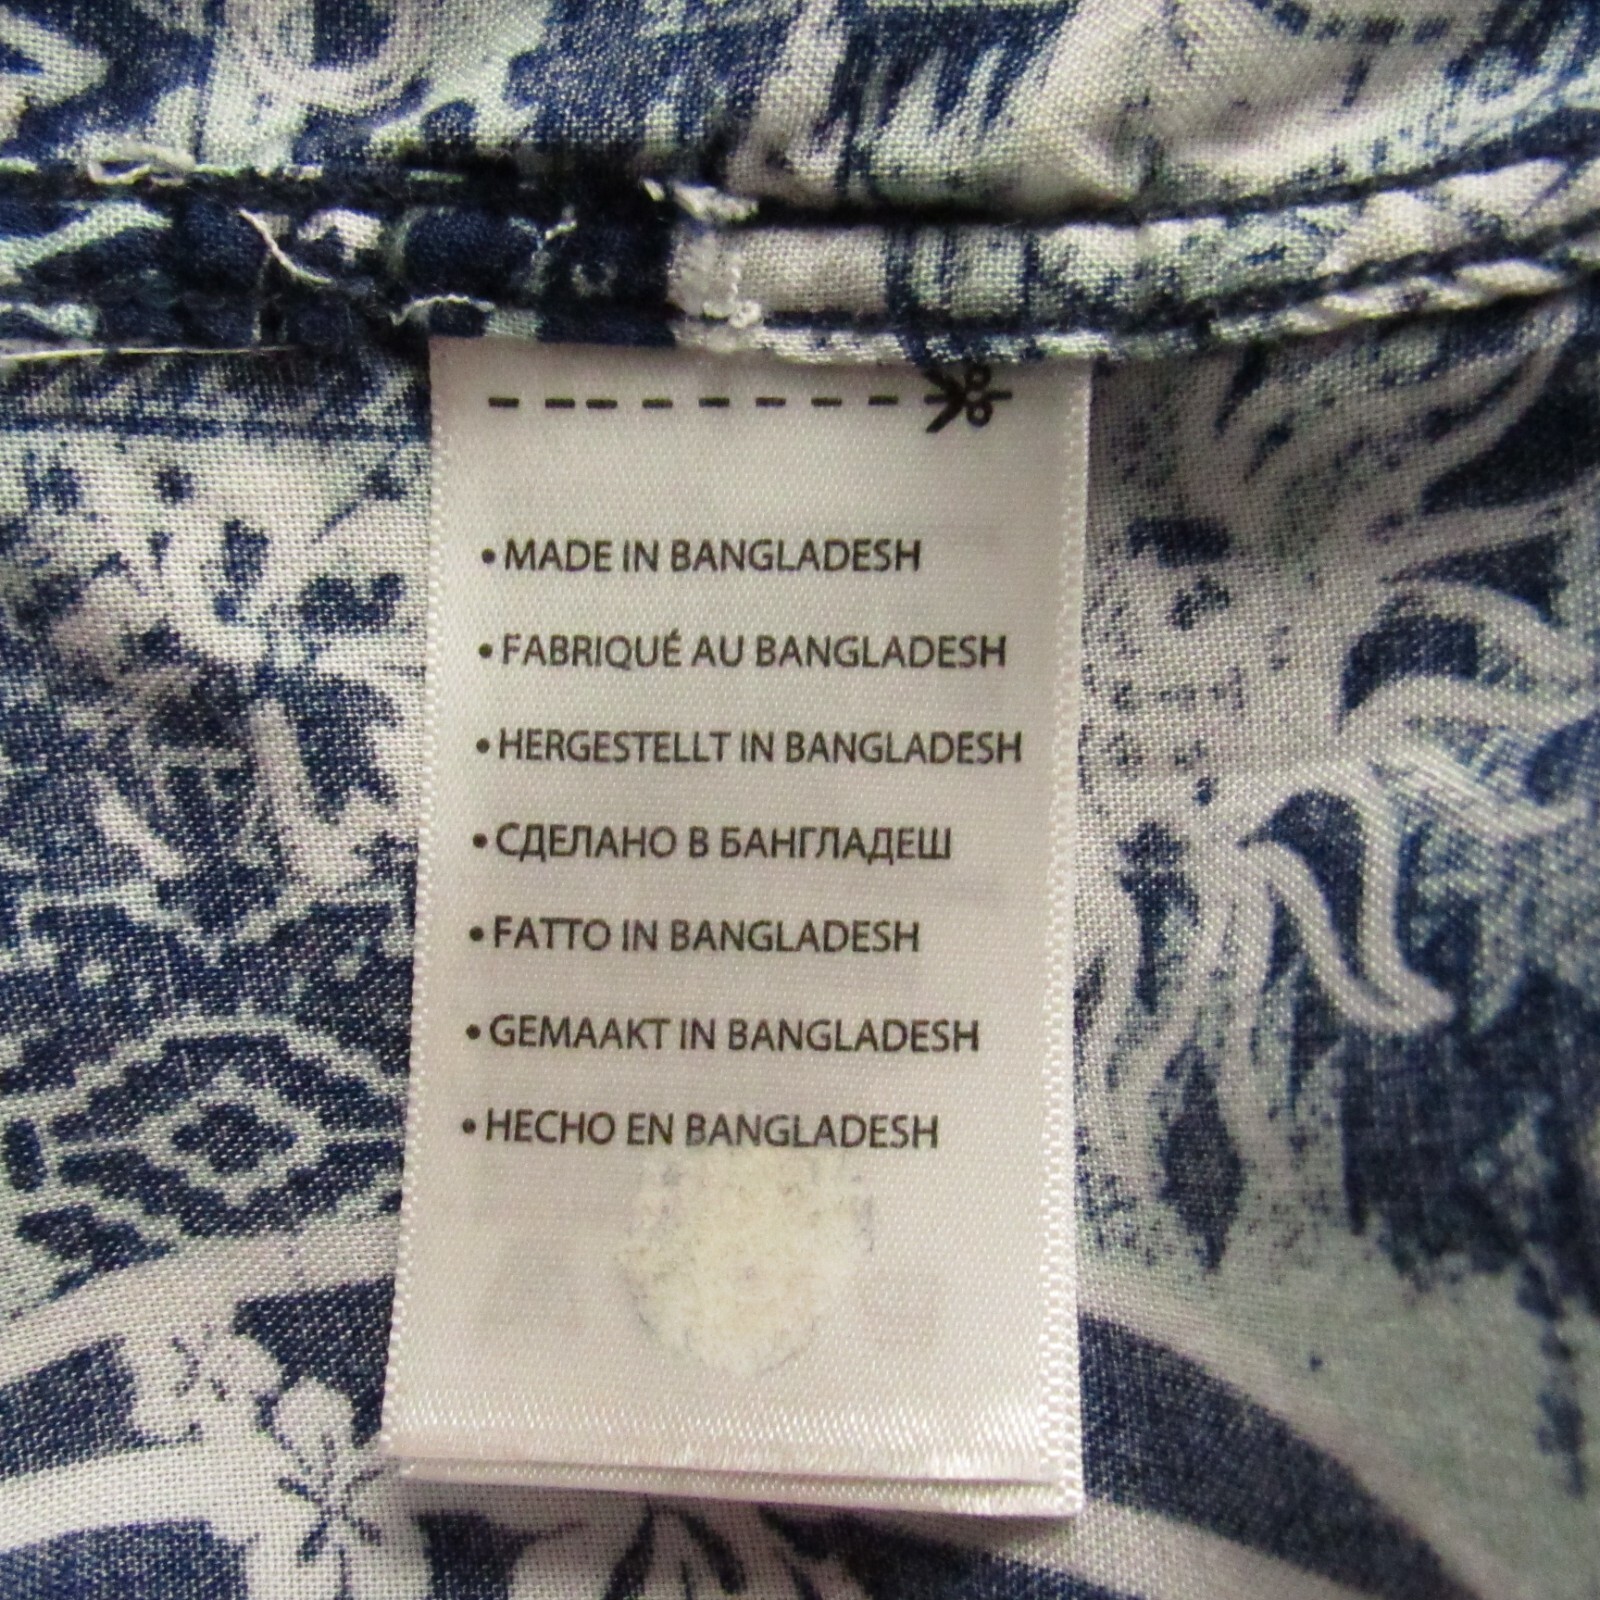 • MADE IN BANGLADESH
• FABRIQUÉ AU BANGLADESH
• HERGESTELLT IN BANGLADESH
• СДЕЛАНО В БАНГЛАДЕШ
• FATTO IN BANGLADESH
• GEMAAKT IN BANGLADESH
• HECHO EN BANGLADESH